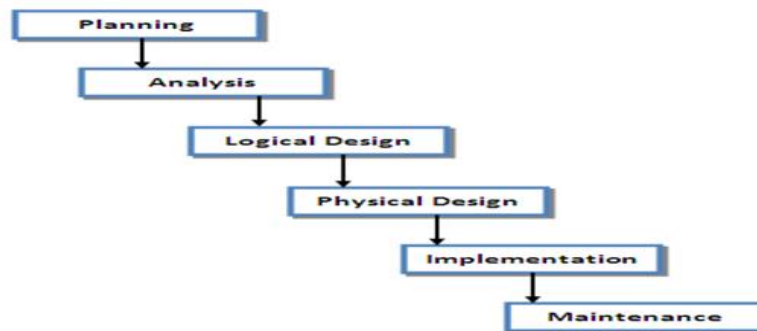 Planning
Analysis
Logical Design
Physical Design
Implementation
Maintenance